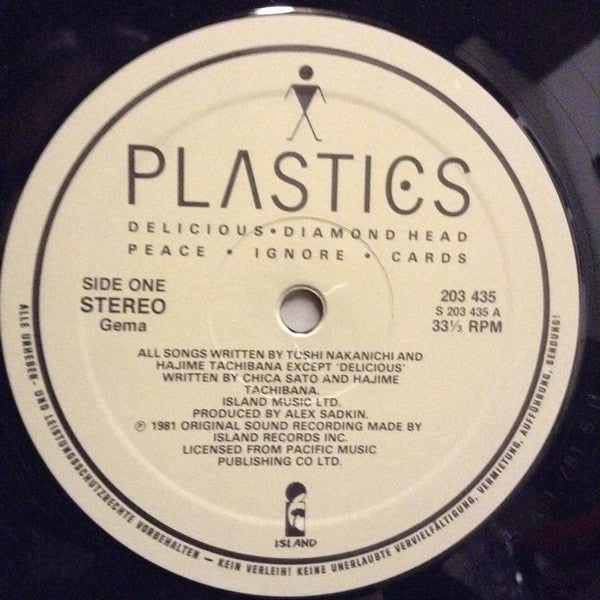 PLASTICS
DELICIOUS • DIAMOND HEAD
PEACE • IGNORE • CARDS
SIDE ONE
STEREO
Gema
203 435
S 203 435 A
33⅓ RPM
ALL SONGS WRITTEN BY TOSHI NAKANICHI AND
HAJIME TACHIBANA EXCEPT 'DELICIOUS'
WRITTEN BY CHICA SATO AND HAJIME
TACHIBANA.
ISLAND MUSIC LTD.
PRODUCED BY ALEX SADKIN.
Ⓟ 1981 ORIGINAL SOUND RECORDING MADE BY
ISLAND RECORDS INC.
LICENSED FROM PACIFIC MUSIC
PUBLISHING CO LTD.
ISLAND
ALLE URHEBER- UND LEISTUNGSSCHUTZRECHTE VORBEHALTEN – KEIN VERLEIH! KEINE UNERLAUBTE VERVIELFÄLTIGUNG, VERMIETUNG, AUFFÜHRUNG, SENDUNG!